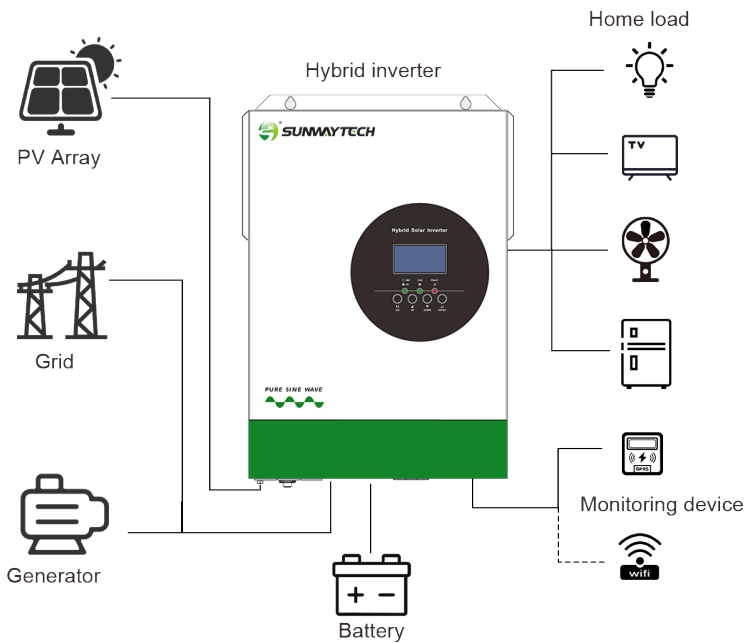 Home load
Hybrid inverter
PV Array
SUNWAYTECH
TV
Hybrid Solar Inverter
Grid
PURE SINE WAVE
GPRS
Monitoring device
Generator
wifi
Battery